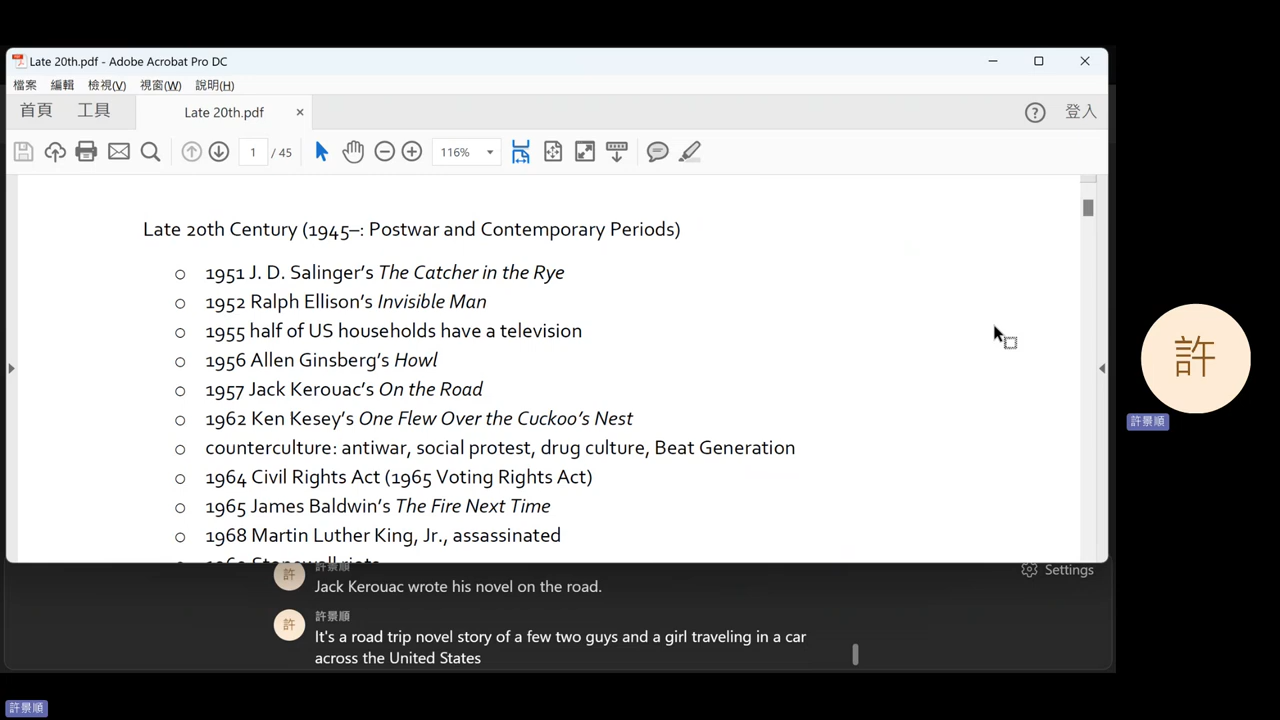 Late 20th.pdf - Adobe Acrobat Pro DC
檔案 編輯 檢視(V) 視窗(W) 說明(H)
首頁 工具 Late 20th.pdf × ? 登入
1 / 45 116%
Late 20th Century (1945–: Postwar and Contemporary Periods)
1951 J. D. Salinger's The Catcher in the Rye
1952 Ralph Ellison's Invisible Man
1955 half of US households have a television
1956 Allen Ginsberg's Howl
1957 Jack Kerouac's On the Road
1962 Ken Kesey's One Flew Over the Cuckoo's Nest
counterculture: antiwar, social protest, drug culture, Beat Generation
1964 Civil Rights Act (1965 Voting Rights Act)
1965 James Baldwin's The Fire Next Time
1968 Martin Luther King, Jr., assassinated
1969 Stonewall riots
許 許景順
Jack Kerouac wrote his novel on the road.
許 許景順
It's a road trip novel story of a few two guys and a girl traveling in a car
across the United States
Settings
許
許景順
許景順